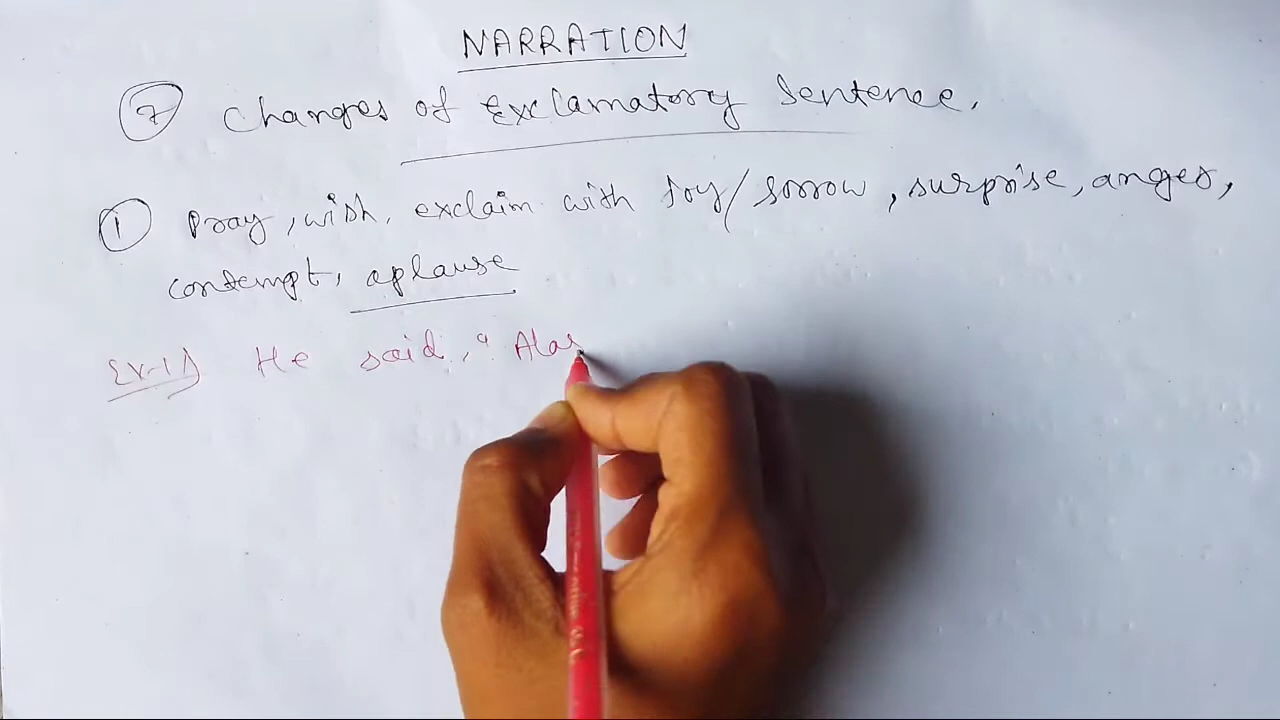 NARRATION
7 Changes of Exclamatory Sentence.
1 Pray, wish, exclaim with Joy/sorrow, surprise, anger,
contempt, aplause
Ex-1) He said, "Alas